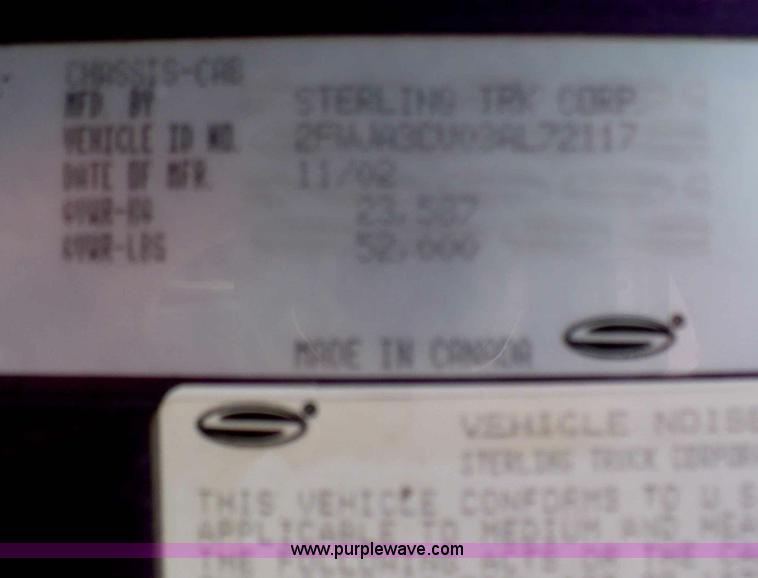 CHASSIS-CAB
MFD. BY STERLING TRK CORP
VEHICLE ID NO.
DATE OF MFR. 11/02
GVWR-KG 23,587
GVWR-LBS 52,000
MADE IN CANADA
VEHICLE NOISE
STERLING TRUCK CORPOR
THIS VEHICLE CONFORMS TO U.S
APPLICABLE TO MEDIUM AND HEA
www.purplewave.com